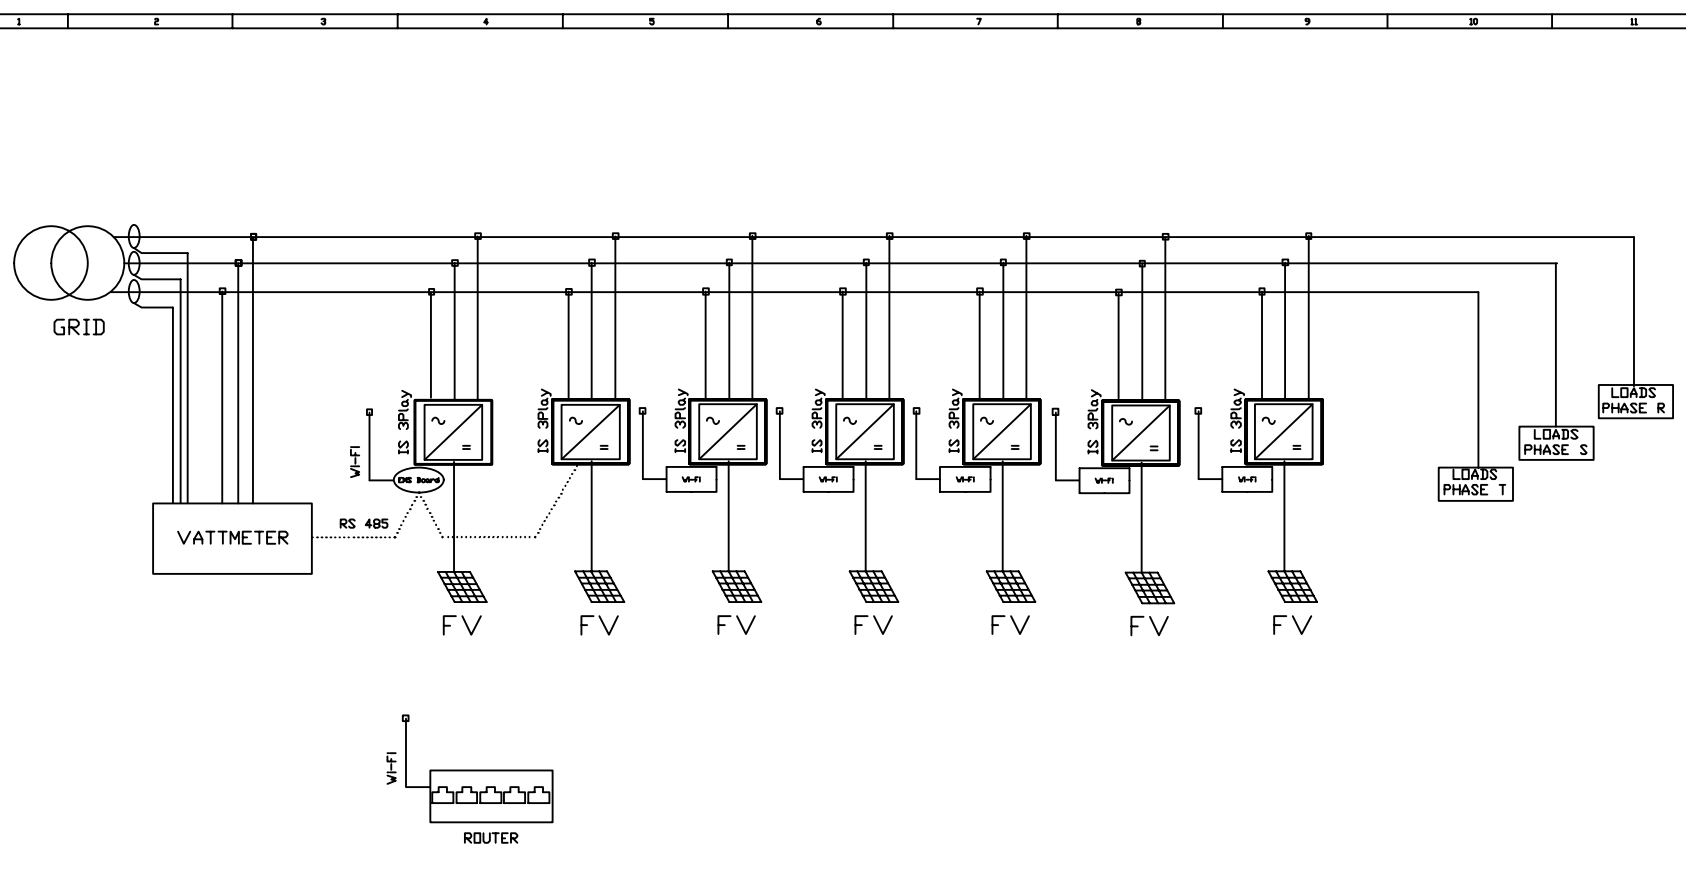 1 2 3 4 5 6 7 8 9 10 11
GRID
IS 3Play
IS 3Play
IS 3Play
IS 3Play
IS 3Play
IS 3Play
IS 3Play
LOADS
PHASE R
LOADS
PHASE S
LOADS
PHASE T
WI-FI
EMS Board
WI-FI
WI-FI
WI-FI
WI-FI
WI-FI
RS 485
VATTMETER
FV
FV
FV
FV
FV
FV
FV
WI-FI
ROUTER